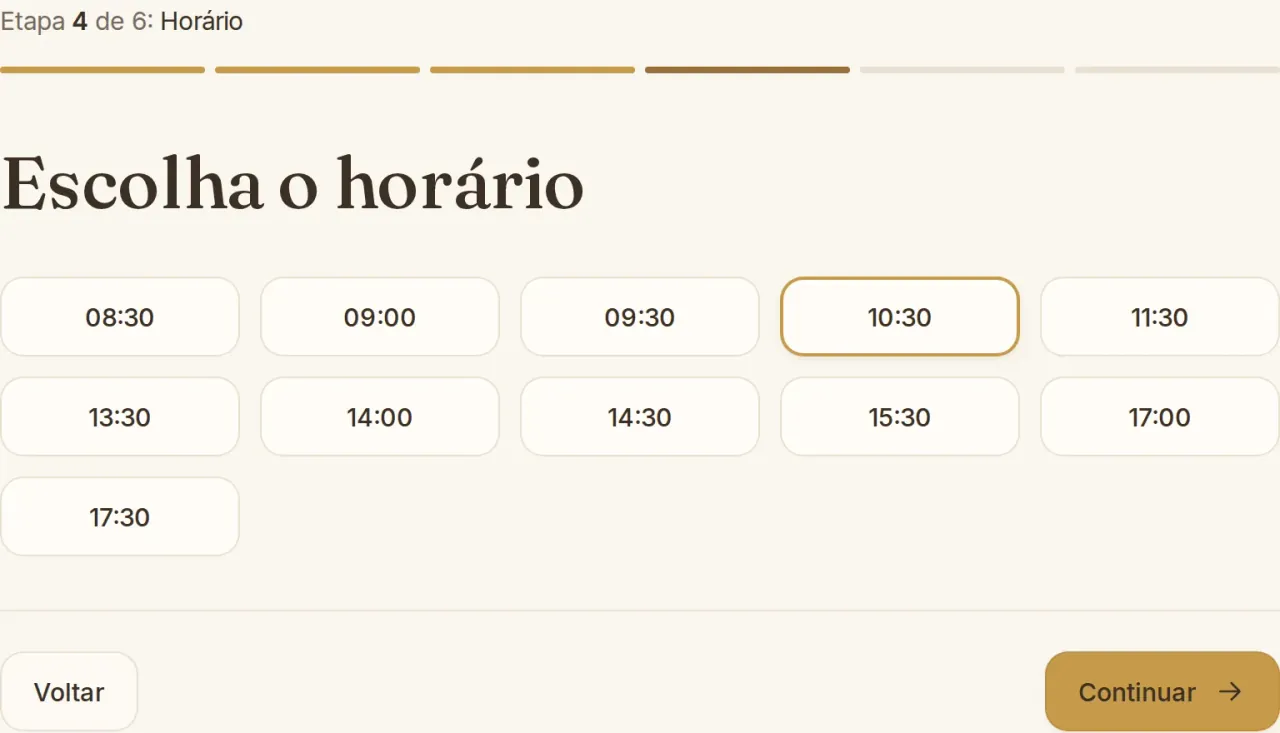 Etapa 4 de 6: Horário
Escolha o horário
08:30 09:00 09:30 10:30 11:30
13:30 14:00 14:30 15:30 17:00
17:30
Voltar Continuar →